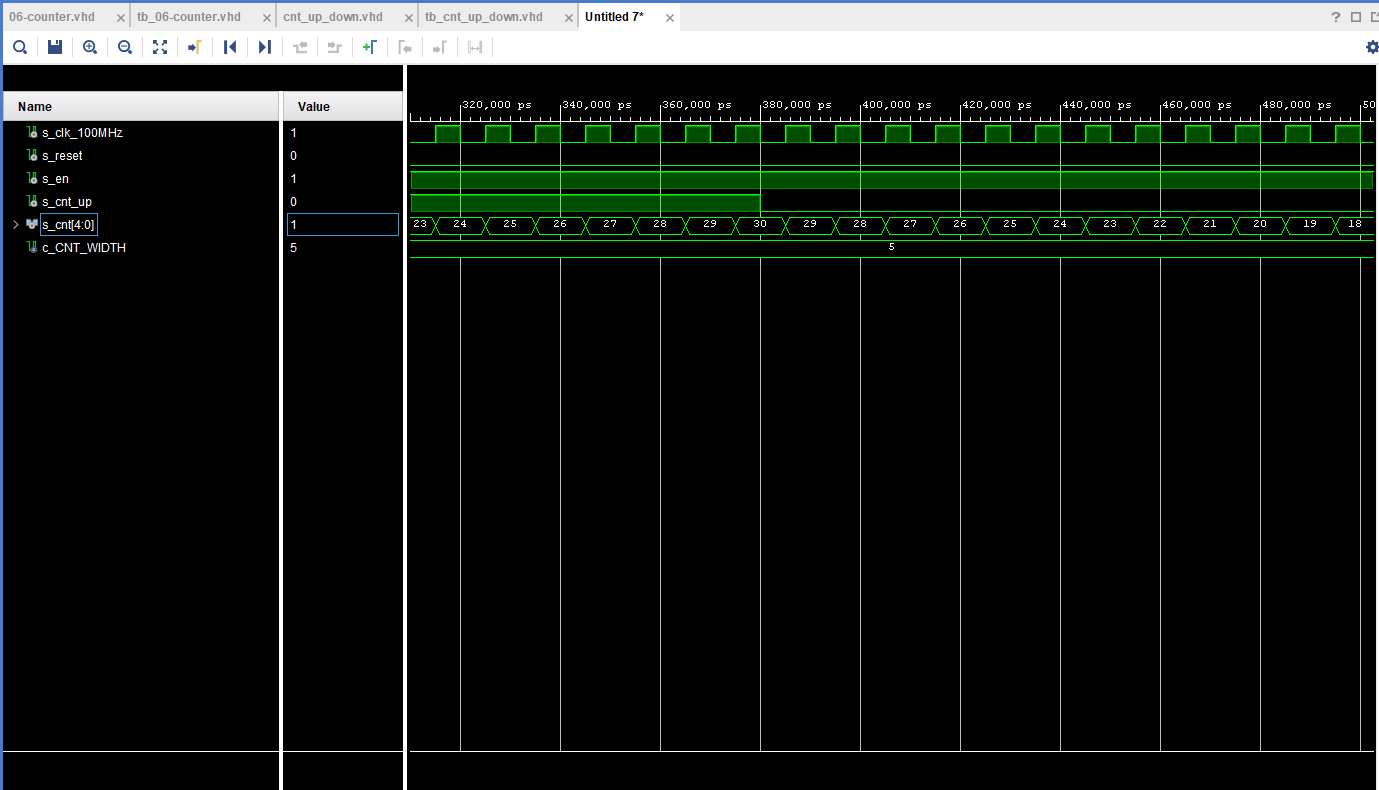 06-counter.vhd tb_06-counter.vhd cnt_up_down.vhd tb_cnt_up_down.vhd Untitled 7* ?
Name Value
320,000 ps 340,000 ps 360,000 ps 380,000 ps 400,000 ps 420,000 ps 440,000 ps 460,000 ps 480,000 ps 50
s_clk_100MHz 1
s_reset 0
s_en 1
s_cnt_up 0
s_cnt[4:0] 1 23 24 25 26 27 28 29 30 29 28 27 26 25 24 23 22 21 20 19 18
c_CNT_WIDTH 5 5